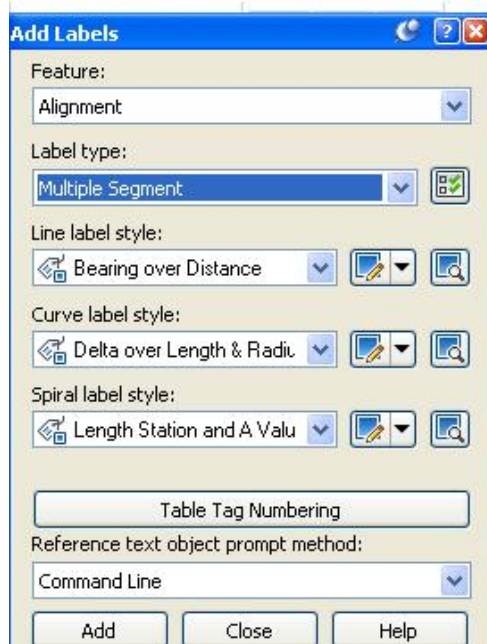 Add Labels
Feature:
Alignment
Label type:
Multiple Segment
Line label style:
Bearing over Distance
Curve label style:
Delta over Length & Radiu
Spiral label style:
Length Station and A Valu
Table Tag Numbering
Reference text object prompt method:
Command Line
Add Close Help